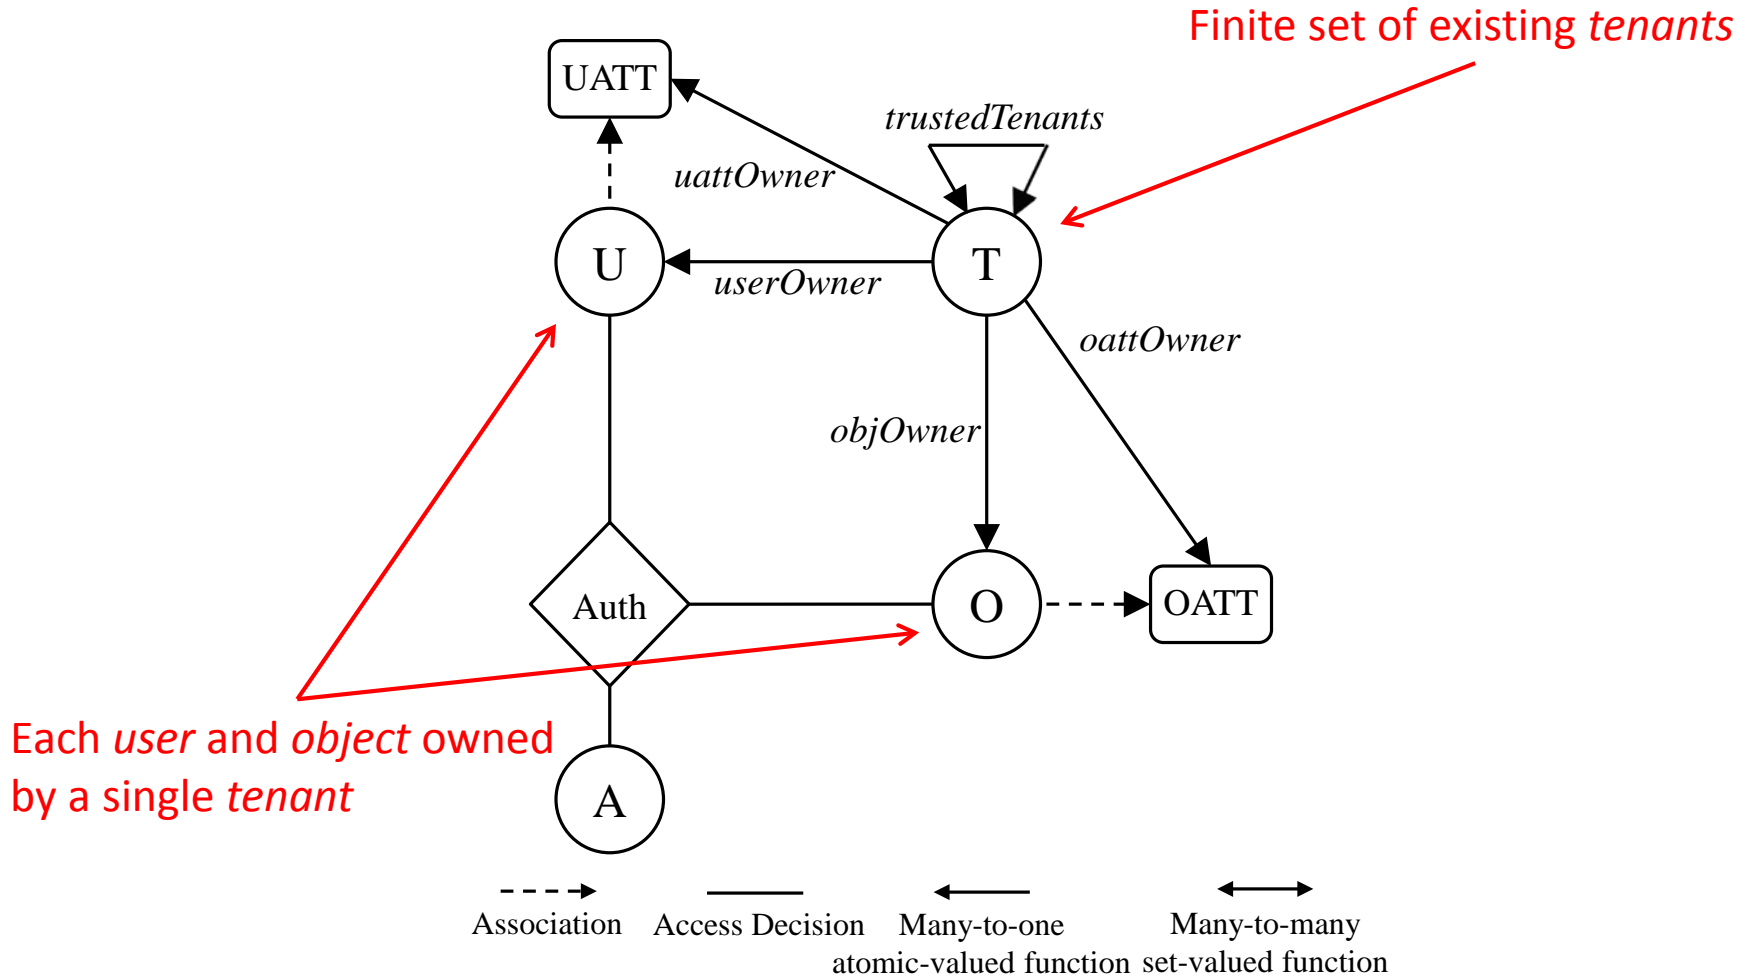 Finite set of existing tenants
UATT
trustedTenants
uattOwner
U
T
userOwner
oattOwner
objOwner
Auth
O
OATT
Each user and object owned
by a single tenant
A
Association
Access Decision
Many-to-one
atomic-valued function
Many-to-many
set-valued function